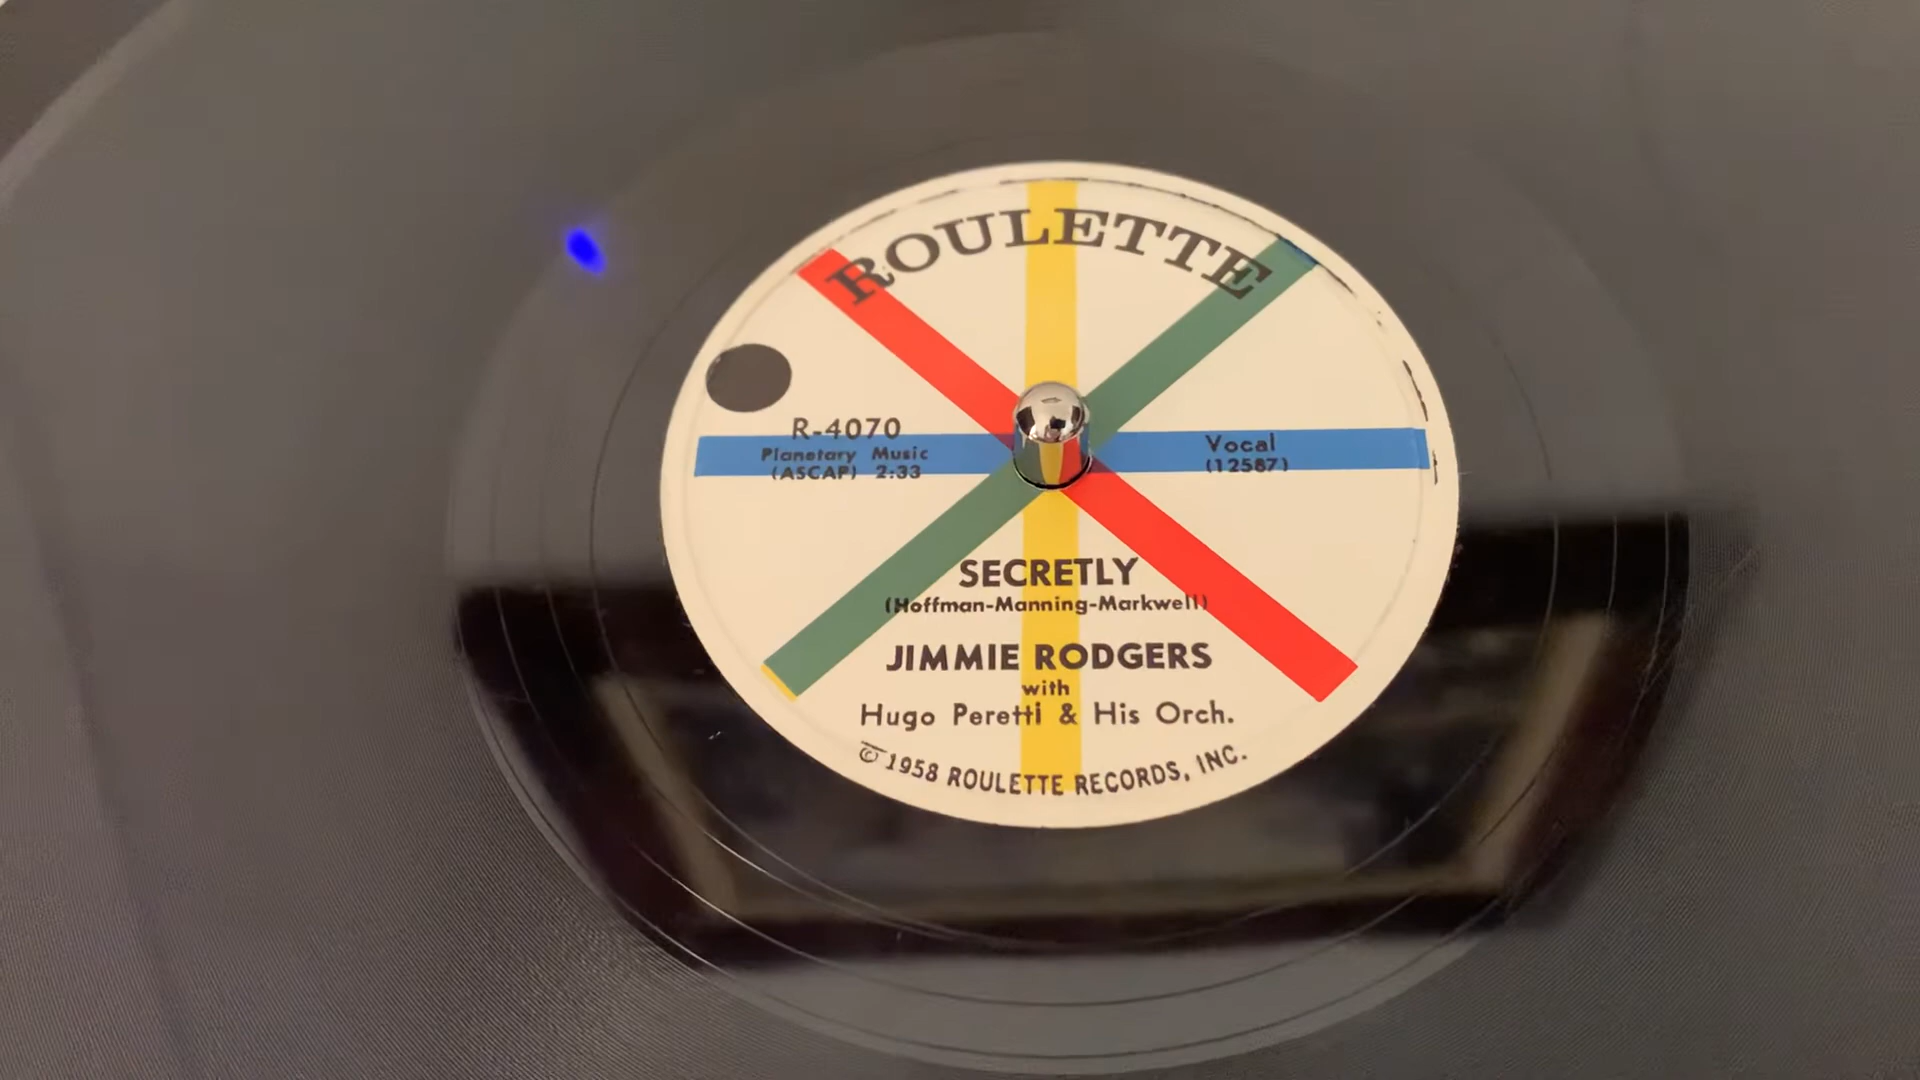 ROULETTE
R-4070
Planetary Music
(ASCAP) 2:33
Vocal
(12587)
SECRETLY
(Hoffman-Manning-Markwell)
JIMMIE RODGERS
with
Hugo Peretti & His Orch.
© 1958 ROULETTE RECORDS, INC.